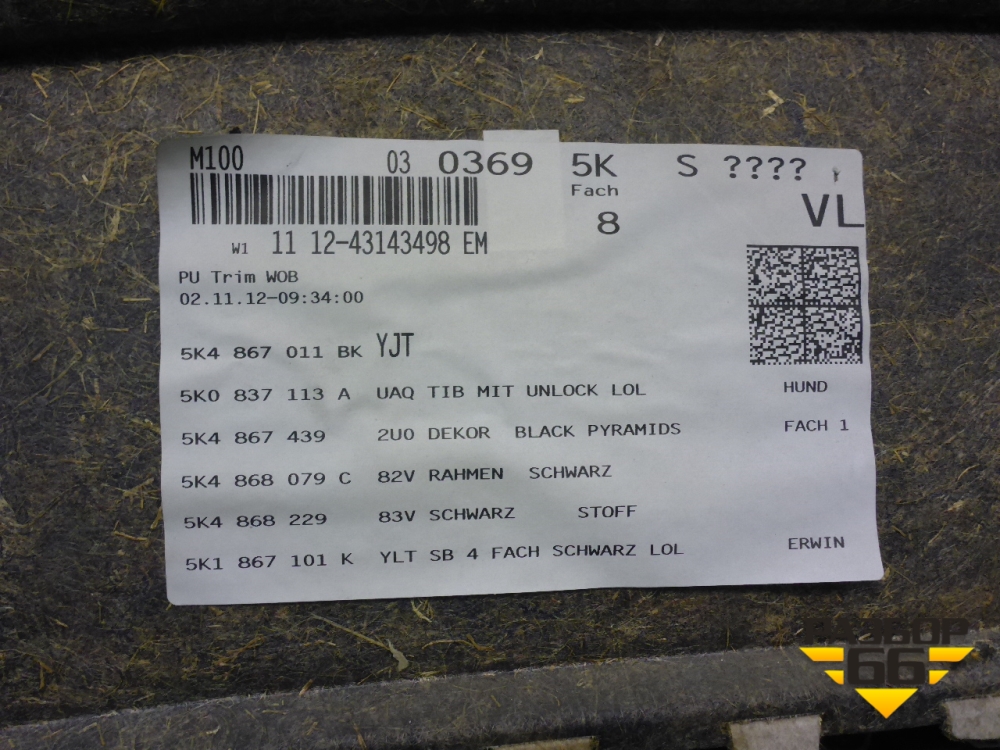 M100 03 0369 5K S ????
Fach
8 VL
W1 11 12-43143498 EM
PU Trim WOB
02.11.12-09:34:00
5K4 867 011 BK YJT
5K0 837 113 A UAQ TIB MIT UNLOCK LOL HUND
5K4 867 439 2U0 DEKOR BLACK PYRAMIDS FACH 1
5K4 868 079 C 82V RAHMEN SCHWARZ
5K4 868 229 83V SCHWARZ STOFF
5K1 867 101 K YLT SB 4 FACH SCHWARZ LOL ERWIN
РАЗБОР
66